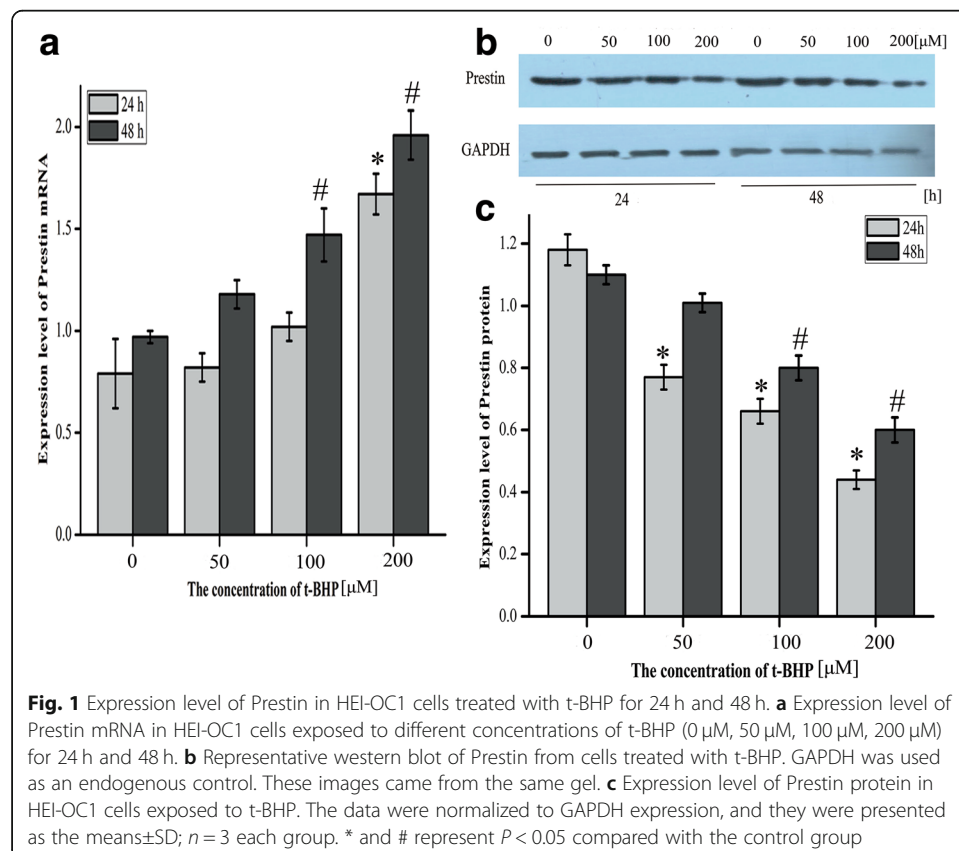 a
Expression level of Prestin mRNA
24 h
48 h
2.0
1.5
1.0
0.5
0.0
*
#
#
0 50 100 200
The concentration of t-BHP [μM]
b
0 50 100 200 0 50 100 200[μM]
Prestin
GAPDH
24 48 [h]
c
Expression level of Prestin protein
24h
48h
1.2
1.0
0.8
0.6
0.4
0.2
0.0
*
*
#
*
#
0 50 100 200
The concentration of t-BHP [μM]
Fig. 1 Expression level of Prestin in HEI-OC1 cells treated with t-BHP for 24 h and 48 h. a Expression level of
Prestin mRNA in HEI-OC1 cells exposed to different concentrations of t-BHP (0 μM, 50 μM, 100 μM, 200 μM)
for 24 h and 48 h. b Representative western blot of Prestin from cells treated with t-BHP. GAPDH was used
as an endogenous control. These images came from the same gel. c Expression level of Prestin protein in
HEI-OC1 cells exposed to t-BHP. The data were normalized to GAPDH expression, and they were presented
as the means±SD; n = 3 each group. * and # represent P < 0.05 compared with the control group